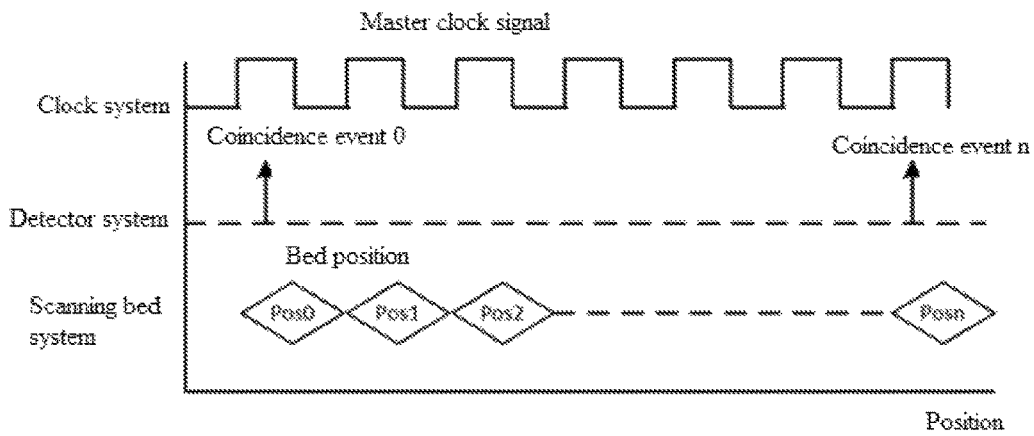 Master clock signal
Clock system
Coincidence event 0
Coincidence event n
Detector system
Bed position
Scanning bed
system
Pos0
Pos1
Pos2
Posn
Position